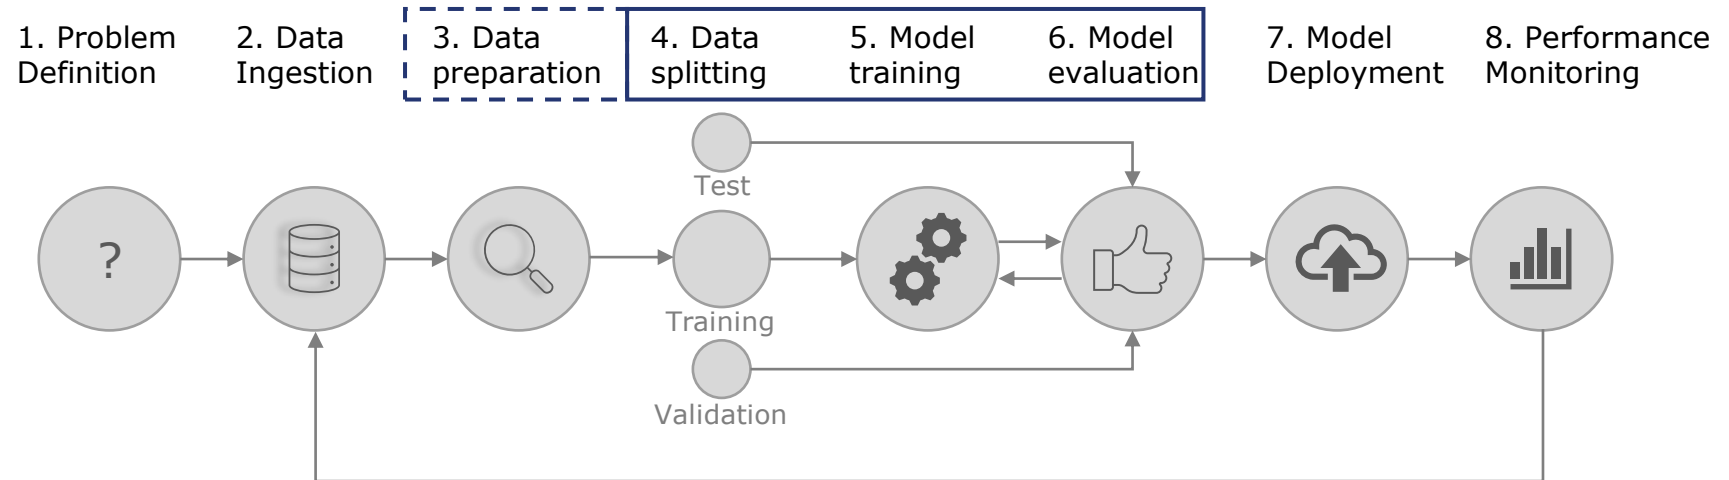 1. Problem
Definition
2. Data
Ingestion
3. Data
preparation
4. Data
splitting
5. Model
training
6. Model
evaluation
7. Model
Deployment
8. Performance
Monitoring
Test
?
Training
Validation